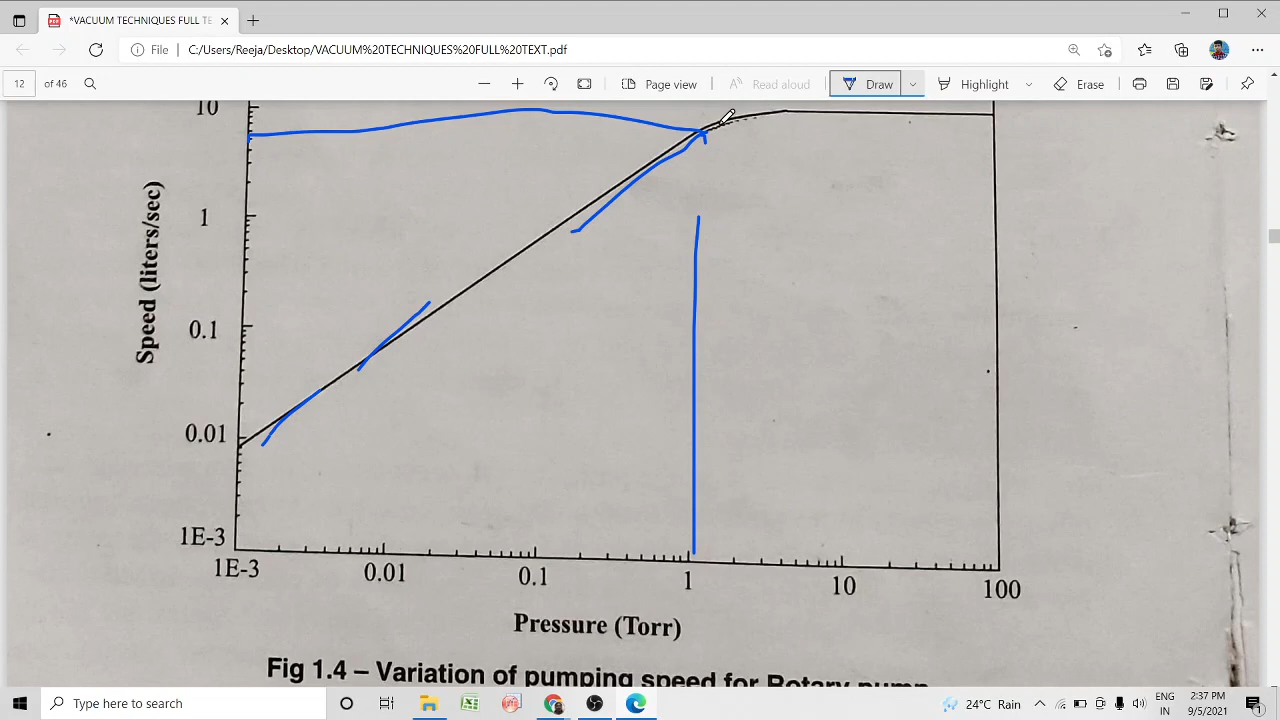 *VACUUM TECHNIQUES FULL TE
File
C:/Users/Reeja/Desktop/VACUUM%20TECHNIQUES%20FULL%20TEXT.pdf
12 of 46
Page view
Read aloud
Draw
Highlight
Erase
10
1
0.1
0.01
1E-3
Speed (liters/sec)
1E-3 0.01 0.1 1 10 100
Pressure (Torr)
Fig 1.4 – Variation of pumping speed for Rotary pump
Type here to search
24°C Rain
ENG
IN
2:37 PM
9/5/2021